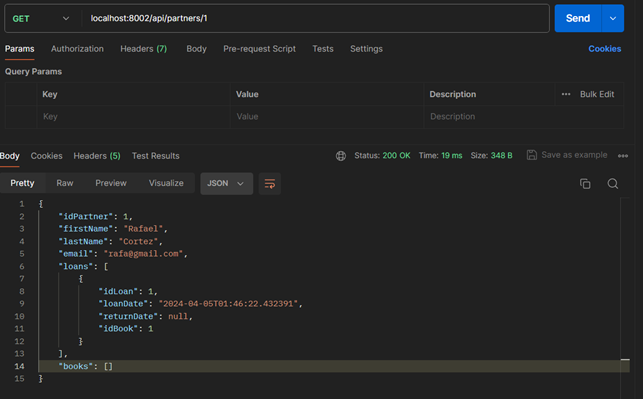 GET localhost:8002/api/partners/1 Send
Params Authorization Headers (7) Body Pre-request Script Tests Settings Cookies
Query Params
Key Value Description ••• Bulk Edit
Key Value Description
Body Cookies Headers (5) Test Results Status: 200 OK Time: 19 ms Size: 348 B Save as example •••
Pretty Raw Preview Visualize JSON
1 {
2 "idPartner": 1,
3 "firstName": "Rafael",
4 "lastName": "Cortez",
5 "email": "rafa@gmail.com",
6 "loans": [
7 {
8 "idLoan": 1,
9 "loanDate": "2024-04-05T01:46:22.432391",
10 "returnDate": null,
11 "idBook": 1
12 }
13 ],
14 "books": []
15 }